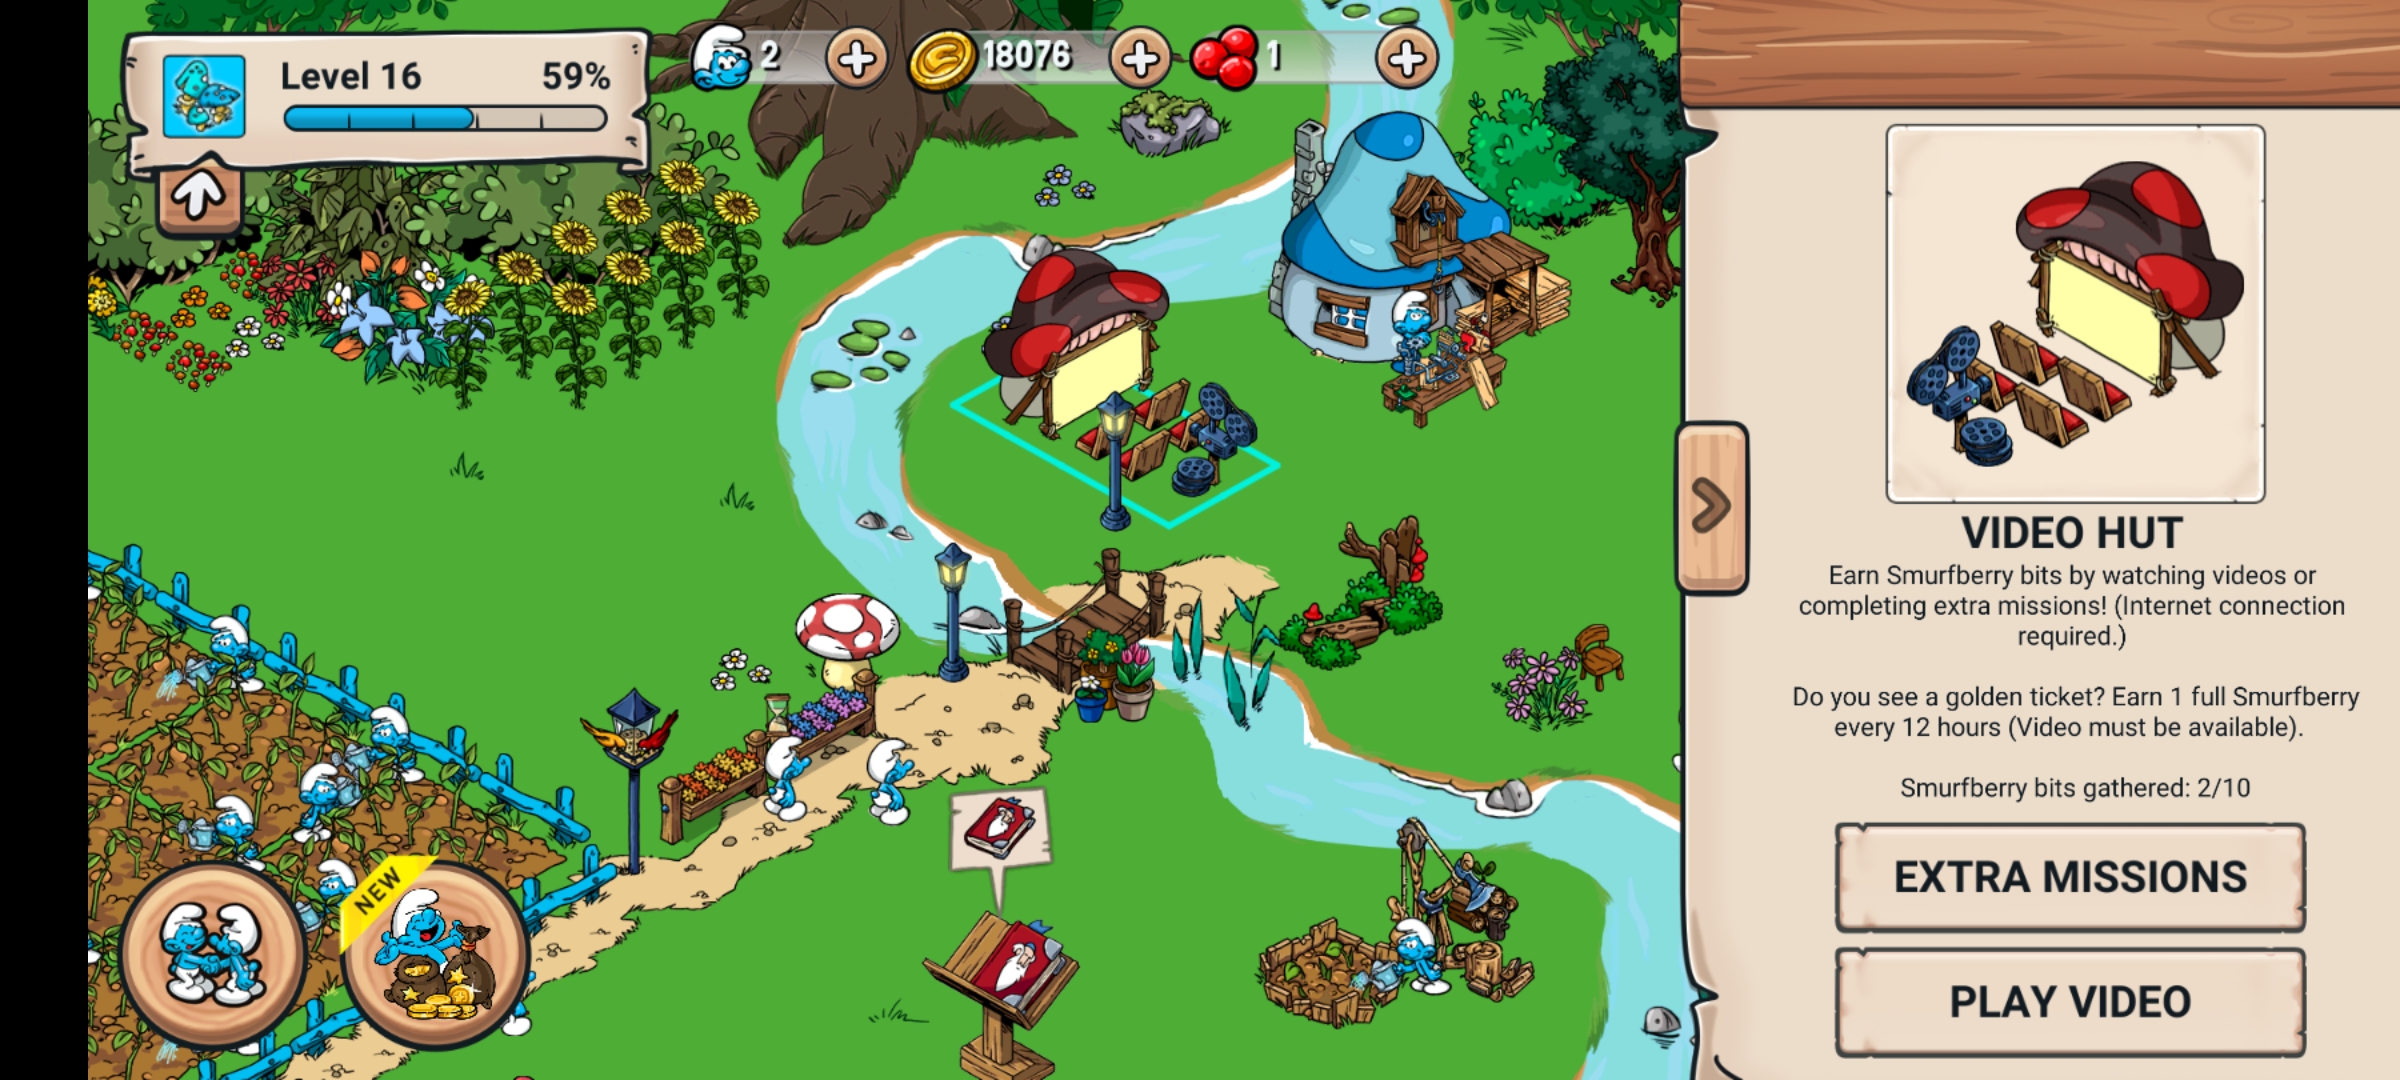 Level 16 59%
2
18076
1
VIDEO HUT
Earn Smurfberry bits by watching videos or
completing extra missions! (Internet connection
required.)
Do you see a golden ticket? Earn 1 full Smurfberry
every 12 hours (Video must be available).
Smurfberry bits gathered: 2/10
EXTRA MISSIONS
PLAY VIDEO
NEW